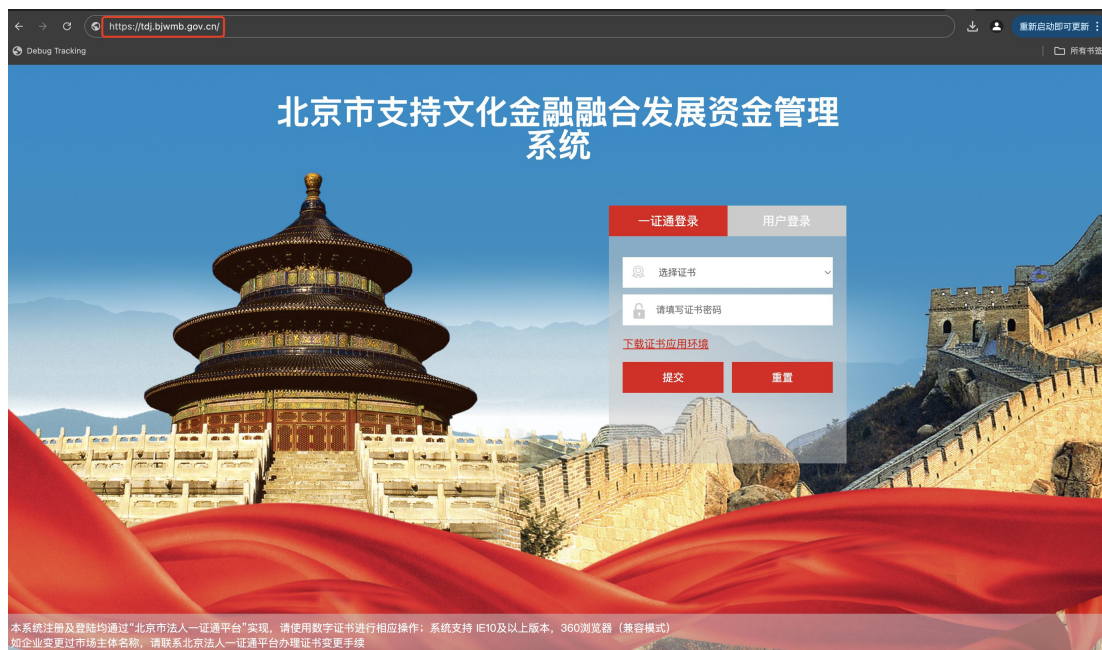 https://tdj.bjwmb.gov.cn/
重新启动即可更新
Debug Tracking
所有书签
北京市支持文化金融融合发展资金管理
系统
一证通登录 用户登录
选择证书
请填写证书密码
下载证书应用环境
提交 重置
本系统注册及登陆均通过“北京市法人一证通平台”实现，请使用数字证书进行相应操作；系统支持 IE10及以上版本，360浏览器（兼容模式）
如企业变更过市场主体名称，请联系北京法人一证通平台办理证书变更手续